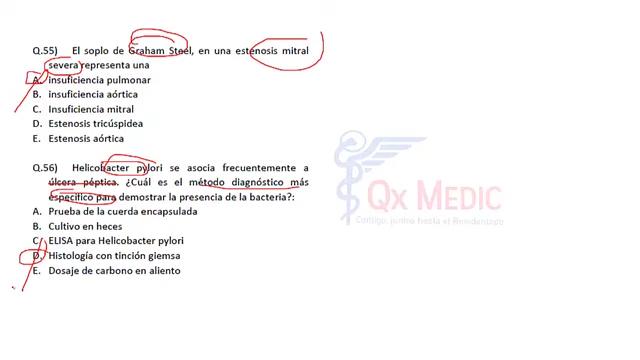 Q.55) El soplo de Graham Steel, en una estenosis mitral
severa representa una
A. insuficiencia pulmonar
B. insuficiencia aórtica
C. Insuficiencia mitral
D. Estenosis tricúspidea
E. Estenosis aórtica
Q.56) Helicobacter pylori se asocia frecuentemente a
úlcera péptica. ¿Cuál es el método diagnóstico más
específico para demostrar la presencia de la bacteria?:
A. Prueba de la cuerda encapsulada
B. Cultivo en heces
C. ELISA para Helicobacter pylori
D. Histología con tinción giemsa
E. Dosaje de carbono en aliento
Qx MEDIC
Contigo, juntos hasta el Residentado